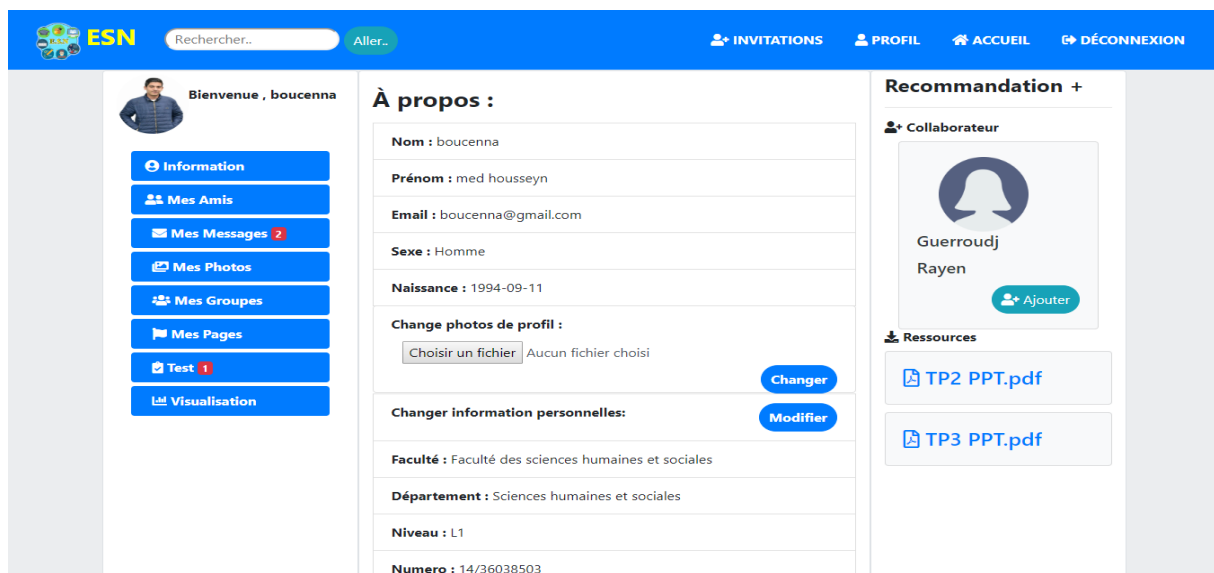 ESN
Rechercher..
Aller..
INVITATIONS
PROFIL
ACCUEIL
DÉCONNEXION
Bienvenue , boucenna
Information
Mes Amis
Mes Messages 2
Mes Photos
Mes Groupes
Mes Pages
Test 1
Visualisation
À propos :
Nom : boucenna
Prénom : med housseyn
Email : boucenna@gmail.com
Sexe : Homme
Naissance : 1994-09-11
Change photos de profil :
Choisir un fichier Aucun fichier choisi
Changer
Changer information personnelles:
Modifier
Faculté : Faculté des sciences humaines et sociales
Département : Sciences humaines et sociales
Niveau : L1
Numero : 14/36038503
Recommandation +
Collaborateur
Guerroudj
Rayen
Ajouter
Ressources
TP2 PPT.pdf
TP3 PPT.pdf